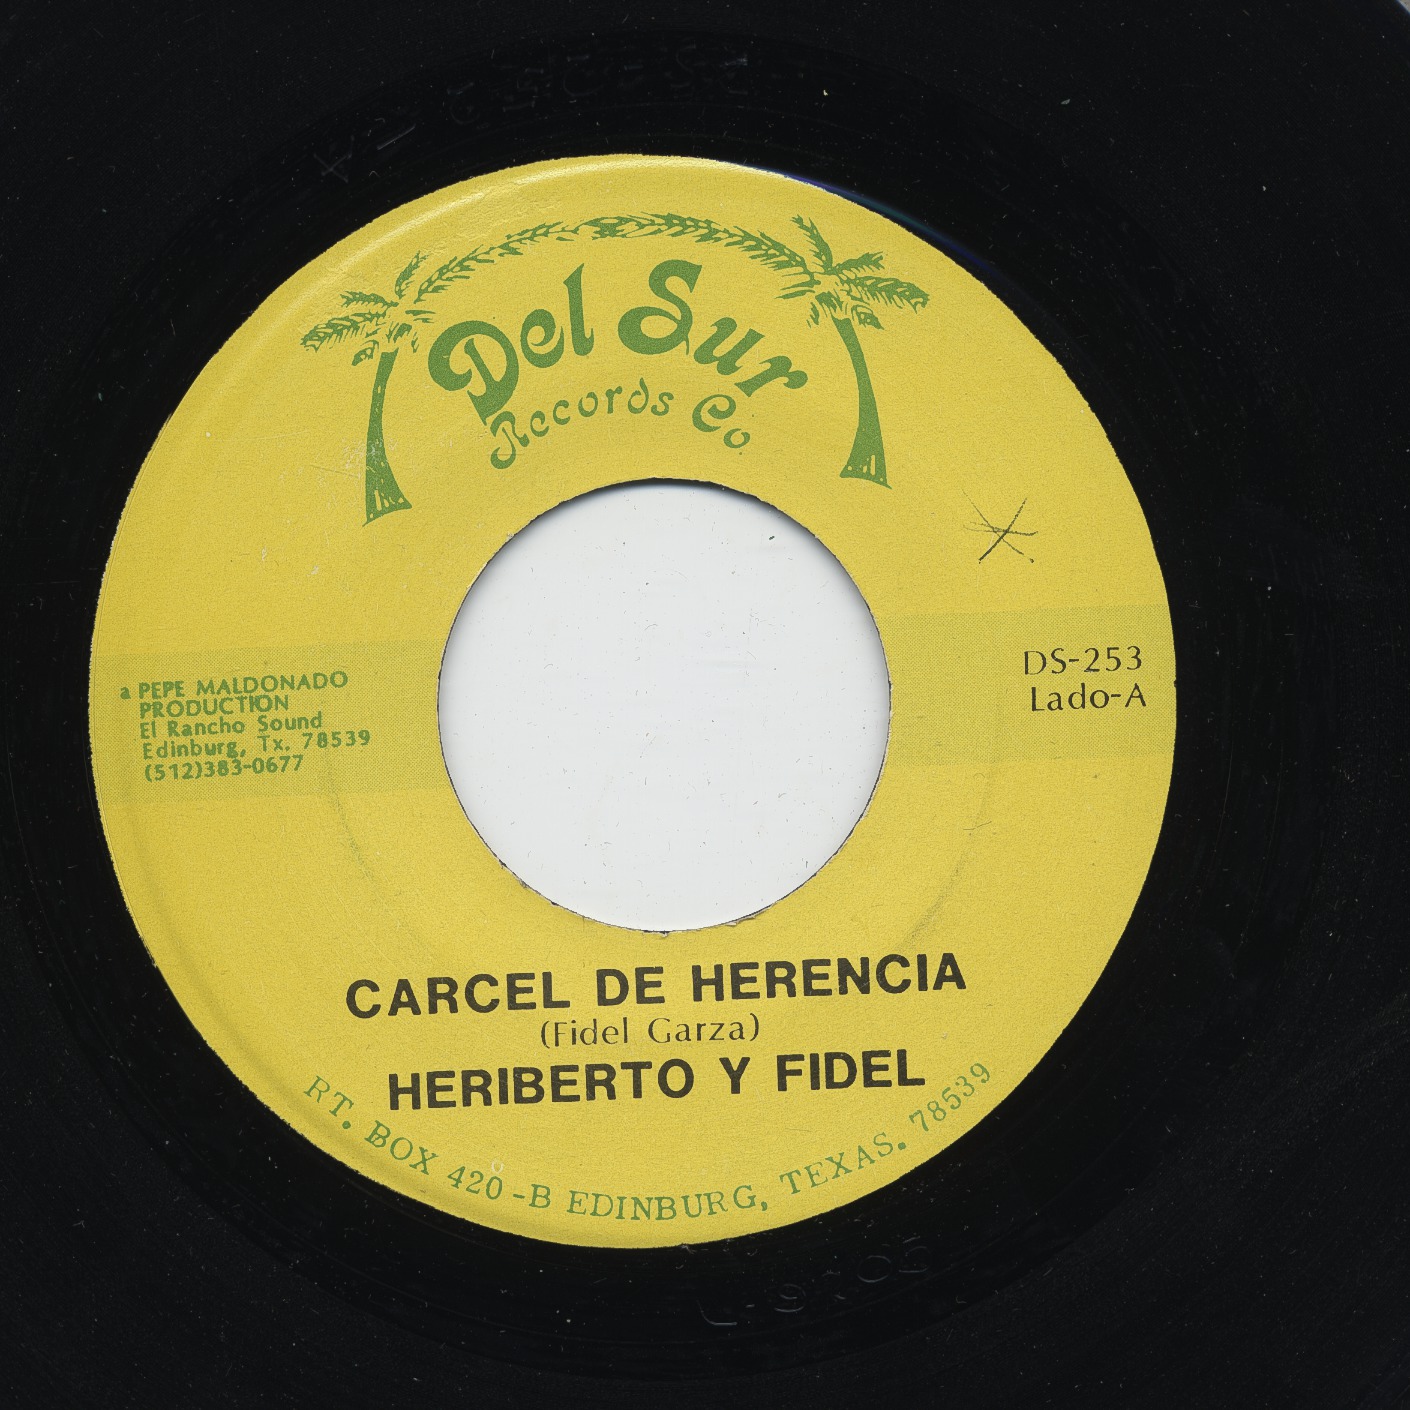 Del Sur
Records Co
DS-253
Lado-A
a PEPE MALDONADO
PRODUCTION
El Rancho Sound
Edinburg, Tx. 78539
(512)383-0677
CARCEL DE HERENCIA
(Fidel Garza)
HERIBERTO Y FIDEL
RT. BOX 420-B EDINBURG, TEXAS. 78539